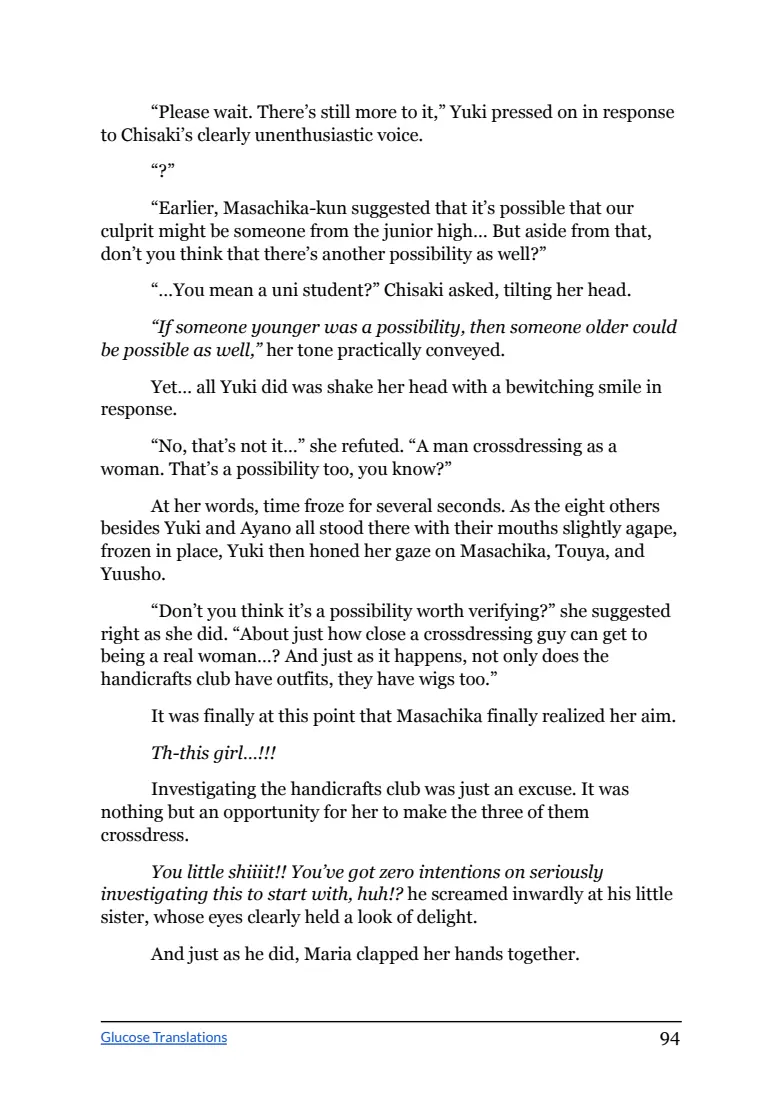 “Please wait. There’s still more to it,” Yuki pressed on in response
to Chisaki’s clearly unenthusiastic voice.
“?”
“Earlier, Masachika-kun suggested that it’s possible that our
culprit might be someone from the junior high… But aside from that,
don’t you think that there’s another possibility as well?”
“…You mean a uni student?” Chisaki asked, tilting her head.
“If someone younger was a possibility, then someone older could
be possible as well,” her tone practically conveyed.
Yet… all Yuki did was shake her head with a bewitching smile in
response.
“No, that’s not it…” she refuted. “A man crossdressing as a
woman. That’s a possibility too, you know?”
At her words, time froze for several seconds. As the eight others
besides Yuki and Ayano all stood there with their mouths slightly agape,
frozen in place, Yuki then honed her gaze on Masachika, Touya, and
Yuusho.
“Don’t you think it’s a possibility worth verifying?” she suggested
right as she did. “About just how close a crossdressing guy can get to
being a real woman…? And just as it happens, not only does the
handicrafts club have outfits, they have wigs too.”
It was finally at this point that Masachika finally realized her aim.
Th-this girl…!!!
Investigating the handicrafts club was just an excuse. It was
nothing but an opportunity for her to make the three of them
crossdress.
You little shiiiit!! You’ve got zero intentions on seriously
investigating this to start with, huh!? he screamed inwardly at his little
sister, whose eyes clearly held a look of delight.
And just as he did, Maria clapped her hands together.
Glucose Translations
94